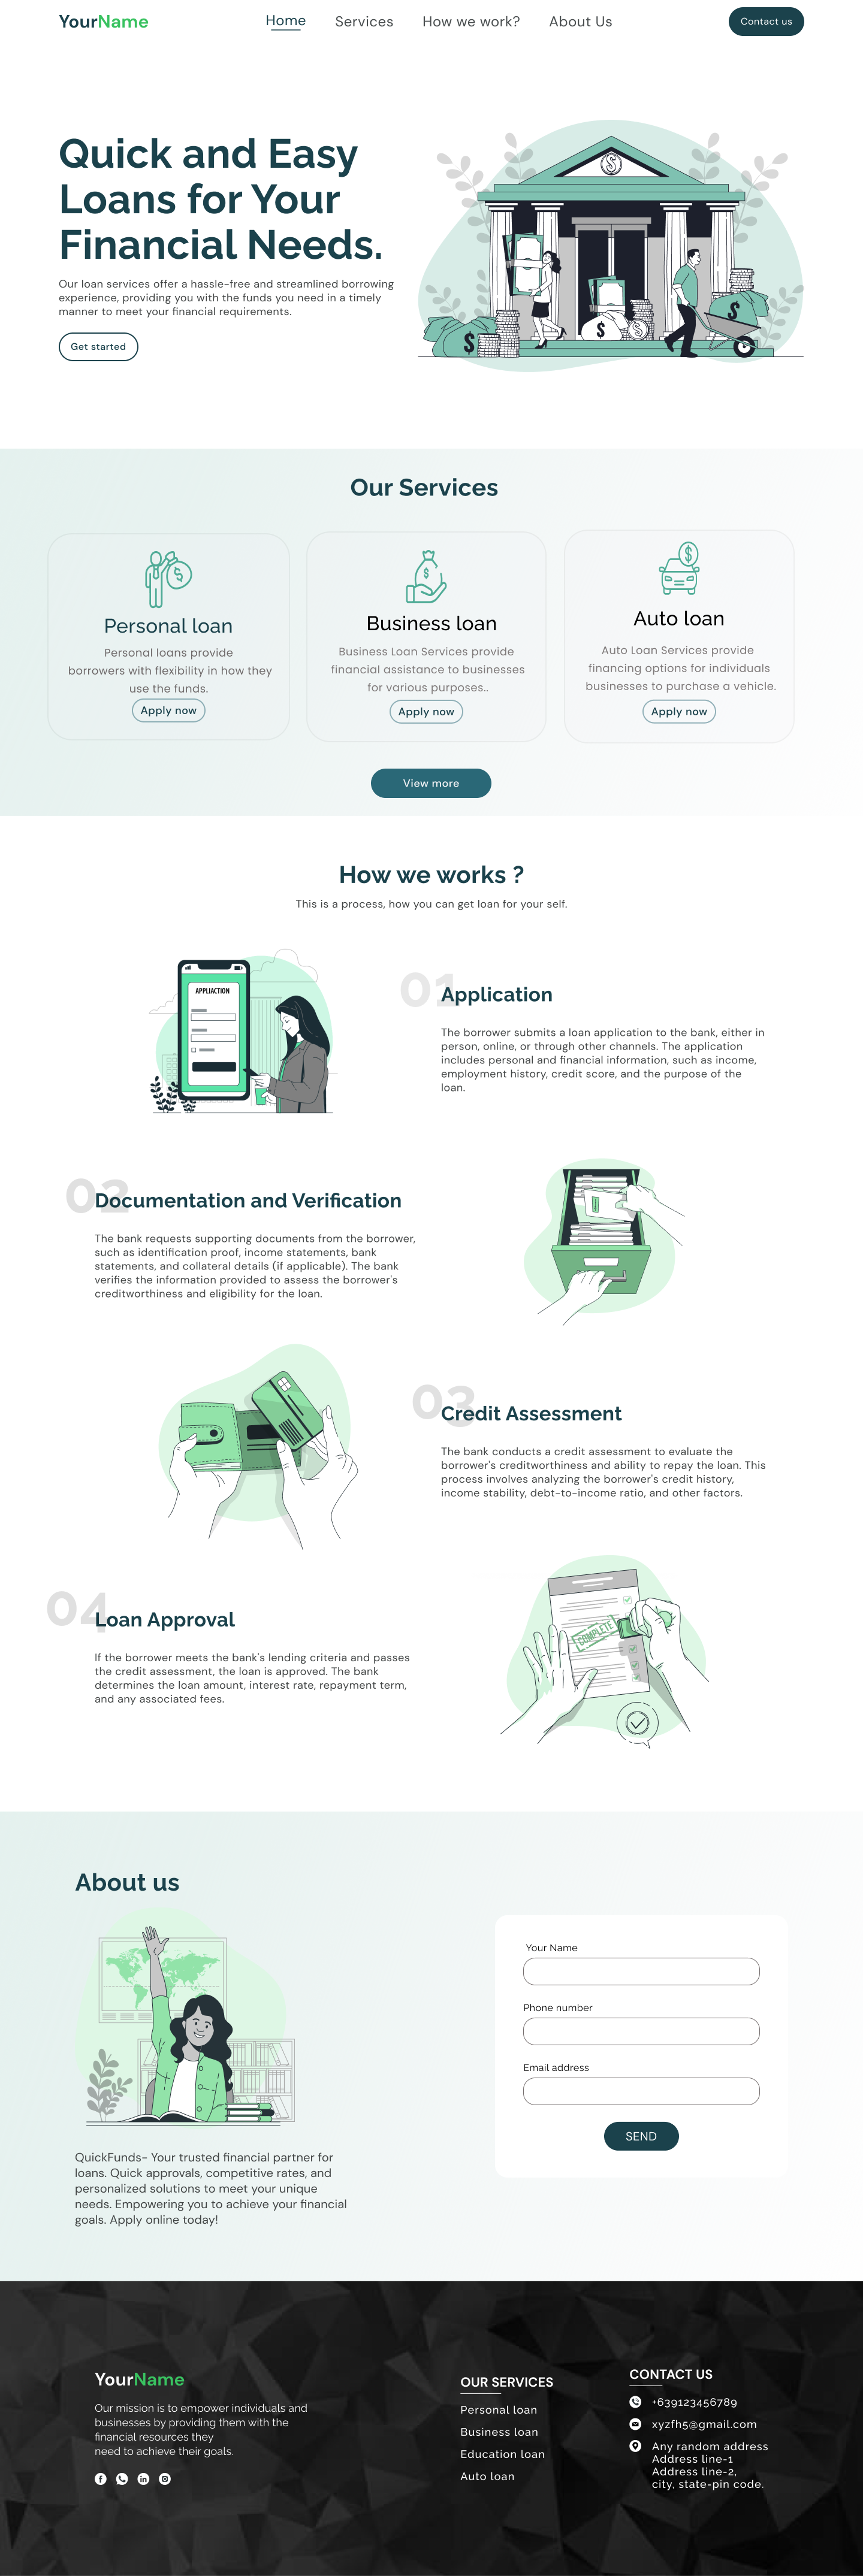 YourName
Home
Services
How we work?
About Us
Contact us
Quick and Easy
Loans for Your
Financial Needs.
Our loan services offer a hassle-free and streamlined borrowing
experience, providing you with the funds you need in a timely
manner to meet your financial requirements.
Get started
Our Services
Personal loan
Personal loans provide
borrowers with flexibility in how they
use the funds.
Apply now
Business loan
Business Loan Services provide
financial assistance to businesses
for various purposes..
Apply now
Auto loan
Auto Loan Services provide
financing options for individuals
businesses to purchase a vehicle.
Apply now
View more
How we works ?
This is a process, how you can get loan for your self.
APPLIACTION
01
Application
The borrower submits a loan application to the bank, either in
person, online, or through other channels. The application
includes personal and financial information, such as income,
employment history, credit score, and the purpose of the
loan.
02
Documentation and Verification
The bank requests supporting documents from the borrower,
such as identification proof, income statements, bank
statements, and collateral details (if applicable). The bank
verifies the information provided to assess the borrower's
creditworthiness and eligibility for the loan.
03
Credit Assessment
The bank conducts a credit assessment to evaluate the
borrower's creditworthiness and ability to repay the loan. This
process involves analyzing the borrower's credit history,
income stability, debt-to-income ratio, and other factors.
04
Loan Approval
If the borrower meets the bank's lending criteria and passes
the credit assessment, the loan is approved. The bank
determines the loan amount, interest rate, repayment term,
and any associated fees.
COMPLETE
About us
QuickFunds- Your trusted financial partner for
loans. Quick approvals, competitive rates, and
personalized solutions to meet your unique
needs. Empowering you to achieve your financial
goals. Apply online today!
Your Name
Phone number
Email address
SEND
YourName
Our mission is to empower individuals and
businesses by providing them with the
financial resources they
need to achieve their goals.
OUR SERVICES
Personal loan
Business loan
Education loan
Auto loan
CONTACT US
+639123456789
xyzfh5@gmail.com
Any random address
Address line-1
Address line-2,
city, state-pin code.